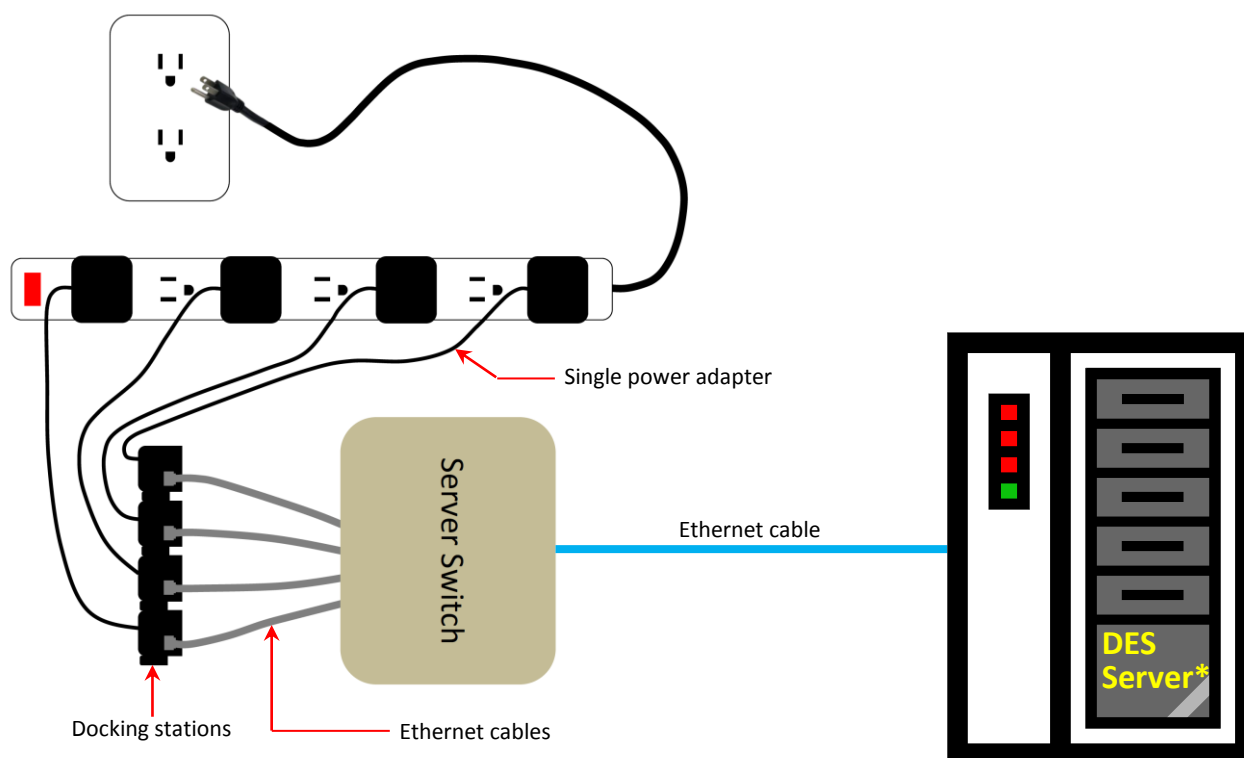 Single power adapter
Server Switch
Ethernet cable
DES
Server*
Docking stations
Ethernet cables